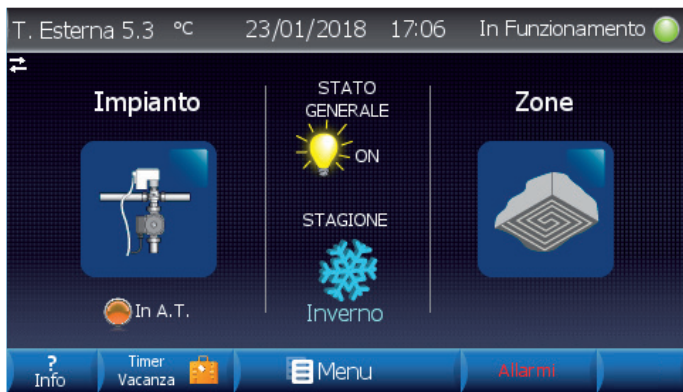 T. Esterna 5.3 °C 23/01/2018 17:06 In Funzionamento
Impianto
STATO
GENERALE
ON
Zone
STAGIONE
Inverno
In A.T.
?
Info
Timer
Vacanza
Menu
Allarmi